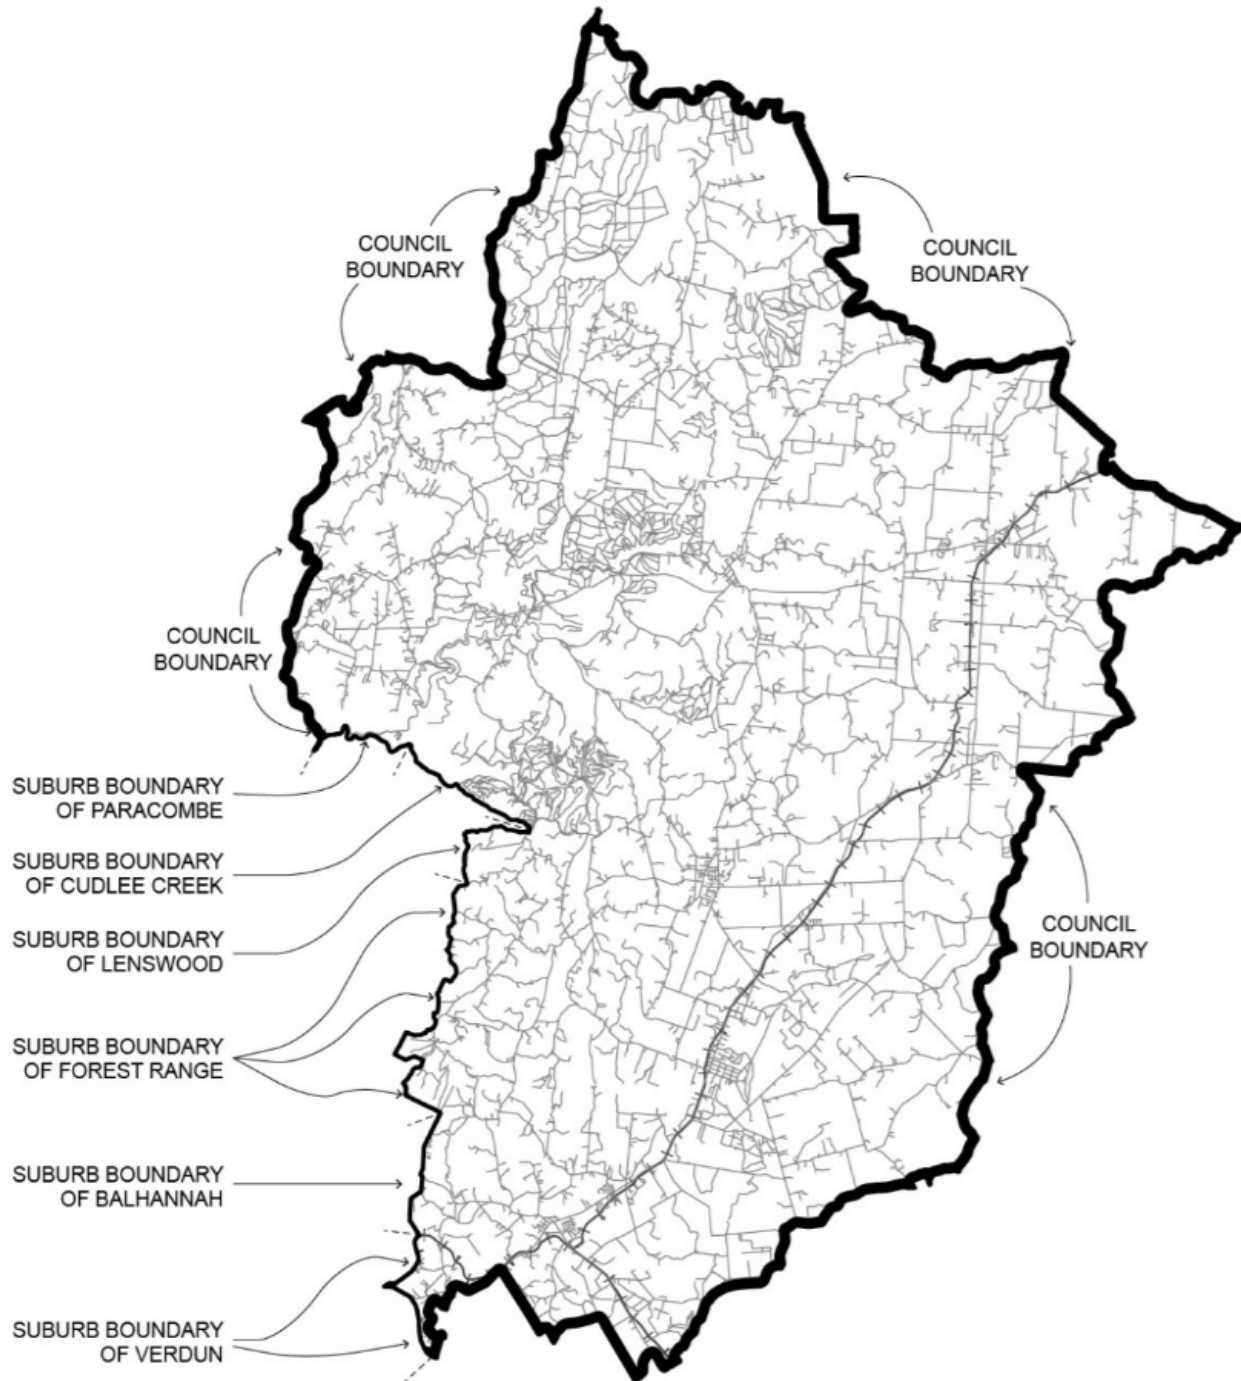 COUNCIL
BOUNDARY
COUNCIL
BOUNDARY
COUNCIL
BOUNDARY
SUBURB BOUNDARY
OF PARACOMBE
SUBURB BOUNDARY
OF CUDLEE CREEK
COUNCIL
BOUNDARY
SUBURB BOUNDARY
OF LENSWOOD
SUBURB BOUNDARY
OF FOREST RANGE
SUBURB BOUNDARY
OF BALHANNAH
SUBURB BOUNDARY
OF VERDUN